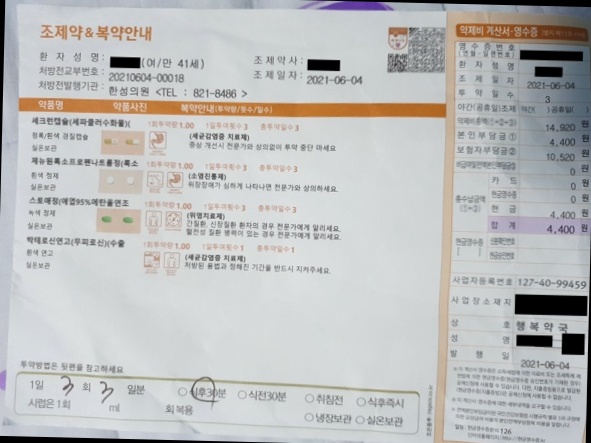 조제약&복약안내
환 자 성 명: (여/만 41세)
조 제 약 사:
처방전교부번호: 20210604-00018
조 제 일 자: 2021-06-04
처방전발행기관: 한성의원 <TEL : 821-8486 >
약품명 약품사진 복약안내(투약량/횟수/일수)
세크런캡슐(세파클러수화물)(
1회투약량1.00 1일투여횟수3 총투약일수3
청록/흰색 경질캡슐
실온보관
<세균감염증 치료제>
증상 개선시 전문가와 상의없이 투약 중단 마세요
제뉴원록소프로펜나트륨정(록소
1회투약량1.00 1일투여횟수3 총투약일수3
흰색 정제
실온보관
<소염진통제>
위장장애가 심하게 나타나면 전문가와 상의하세요.
스토매정(애엽95%에탄올연조
1회투약량1.00 1일투여횟수3 총투약일수3
녹색 정제
실온보관
<위염치료제>
간질환, 신장질환 환자의 경우 전문가에게 알리세요.
혈전성 질환 병력이 있는 경우 전문가에게 알리세요.
박테로신연고(무피로신)(수출
1회투약량1.00 1일투여횟수1 총투약일수1
흰색 연고
실온보관
<세균감염증 치료제>
처방된 용법과 정해진 기간을 반드시 지켜주세요.
투약방법은 뒷편을 참고하세요
1일 3 회 3 일분 식후30분 식전30분 취침전 식후즉시
시럽은 1회 ml 회 복용 냉장보관 실온보관
약제비 계산서·영수증
영수증번호
환 자 성 명
조 제 일 자 2021-06-04
투 약 일 수 3
야간(공휴일)조제 야간( ) 공휴일( )
약제비총액(①+②+③) 14,920 원
본인부담금① 4,400 원
보험자부담금② 10,520 원
0 원
카 드 0 원
현금영수증 0 원
총수납금액(①+③)
현 금 4,400 원
합 계 4,400 원
현금영수증
사업자등록번호 127-40-99459
사업장소재지
상 호 행복약국
성 명
발 행 일 2021-06-04